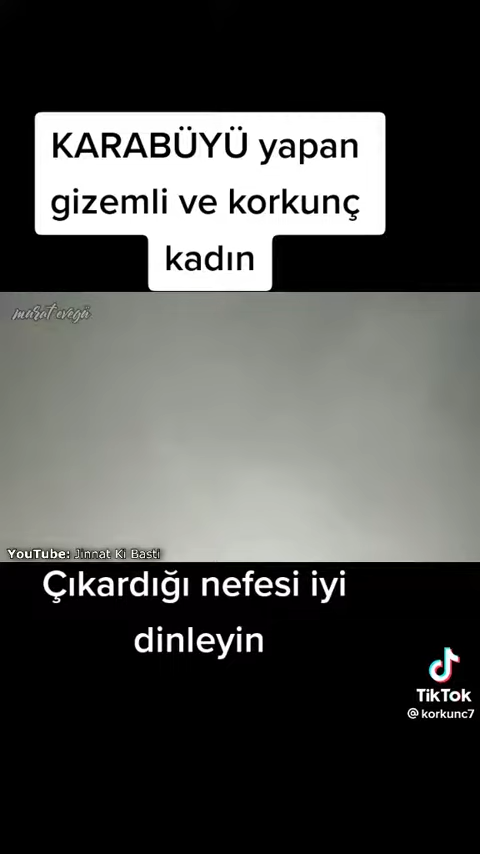 KARABÜYÜ yapan
gizemli ve korkunç
kadın
murat evegü
YouTube: Jinnat Ki Basti
Çıkardığı nefesi iyi
dinleyin
TikTok
@korkunc7